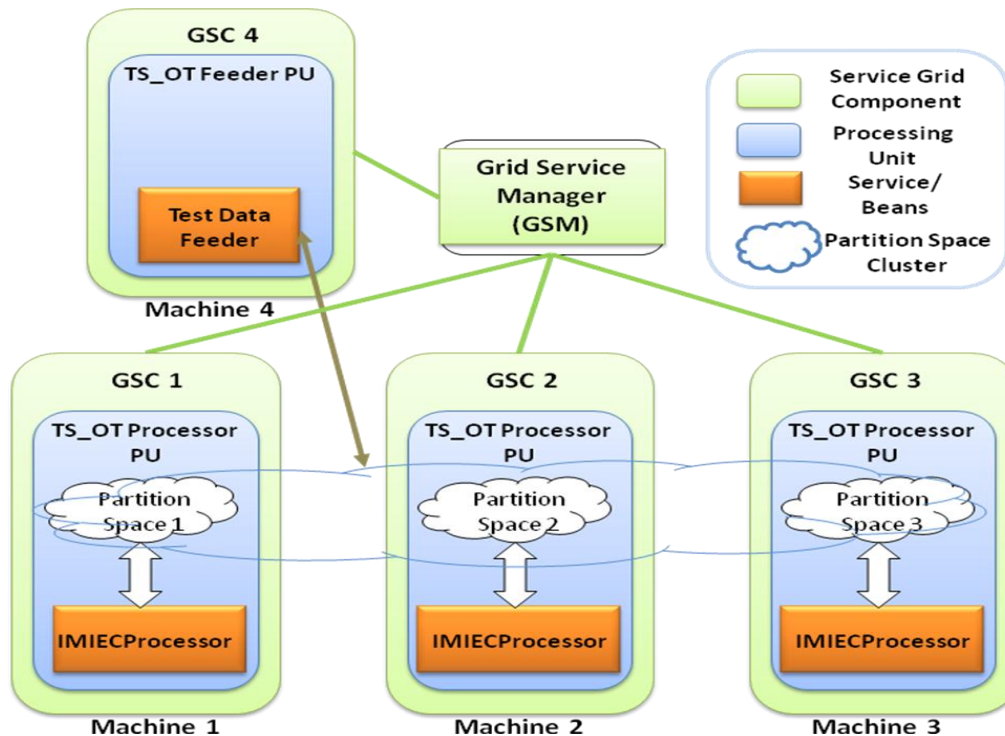 GSC 4
TS_OT Feeder PU
Test Data
Feeder
Machine 4
Grid Service
Manager
(GSM)
Service Grid
Component
Processing
Unit
Service/
Beans
Partition Space
Cluster
GSC 1
TS_OT Processor
PU
Partition
Space 1
IMIECProcessor
Machine 1
GSC 2
TS_OT Processor
PU
Partition
Space 2
IMIECProcessor
Machine 2
GSC 3
TS_OT Processor
PU
Partition
Space 3
IMIECProcessor
Machine 3